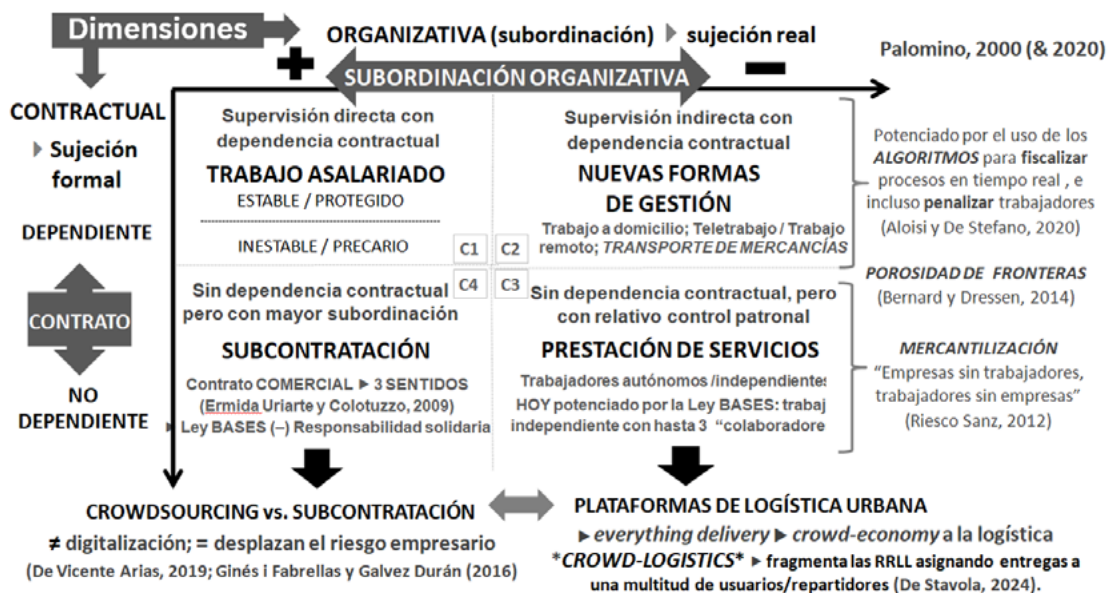 Dimensiones
ORGANIZATIVA (subordinación) ▶ sujeción real
Palomino, 2000 (& 2020)
+
SUBORDINACIÓN ORGANIZATIVA
−
CONTRACTUAL
▶ Sujeción
formal
DEPENDIENTE
CONTRATO
NO
DEPENDIENTE
Supervisión directa con
dependencia contractual
TRABAJO ASALARIADO
ESTABLE / PROTEGIDO
INESTABLE / PRECARIO
C1
Supervisión indirecta con
dependencia contractual
NUEVAS FORMAS
DE GESTIÓN
Trabajo a domicilio; Teletrabajo / Trabajo
remoto; TRANSPORTE DE MERCANCÍAS
C2
Potenciado por el uso de los
ALGORITMOS para fiscalizar
procesos en tiempo real , e
incluso penalizar trabajadores
(Aloisi y De Stefano, 2020)
C4
Sin dependencia contractual
pero con mayor subordinación
SUBCONTRATACIÓN
Contrato COMERCIAL ▶ 3 SENTIDOS
(Ermida Uriarte y Colotuzzo, 2009)
▶ Ley BASES (–) Responsabilidad solidaria
C3
Sin dependencia contractual, pero
con relativo control patronal
PRESTACIÓN DE SERVICIOS
Trabajadores autónomos /independientes
HOY potenciado por la Ley BASES: trabaj
independiente con hasta 3 “colaboradore
POROSIDAD DE FRONTERAS
(Bernard y Dressen, 2014)
MERCANTILIZACIÓN
“Empresas sin trabajadores,
trabajadores sin empresas”
(Riesco Sanz, 2012)
CROWDSOURCING vs. SUBCONTRATACIÓN
≠ digitalización; = desplazan el riesgo empresario
(De Vicente Arias, 2019; Ginés i Fabrellas y Galvez Durán (2016)
PLATAFORMAS DE LOGÍSTICA URBANA
▶ everything delivery ▶ crowd-economy a la logística
*CROWD-LOGISTICS* ▶ fragmenta las RRLL asignando entregas a
una multitud de usuarios/repartidores (De Stavola, 2024).